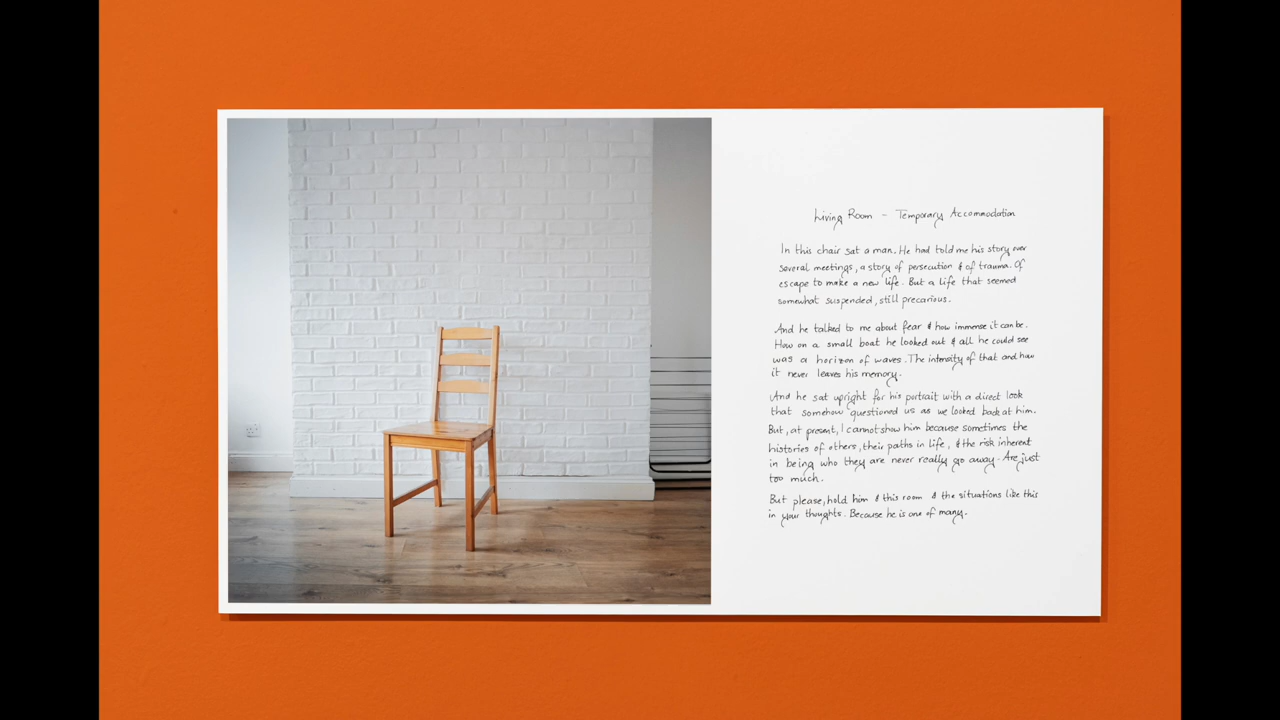 Living Room - Temporary Accommodation
In this chair sat a man. He had told me his story over
several meetings, a story of persecution & of trauma. Of
escape to make a new life. But a life that seemed
somewhat suspended, still precarious.
And he talked to me about fear & how immense it can be.
How on a small boat he looked out & all he could see
was a horizon of waves. The intensity of that and how
it never leaves his memory.
And he sat upright for his portrait with a direct look
that somehow questioned us as we looked back at him.
But, at present, I cannot show him because sometimes the
histories of others, their paths in life, & the risk inherent
in being who they are never really go away. Are just
too much.
But please, hold him & this room & the situations like this
in your thoughts. Because he is one of many.